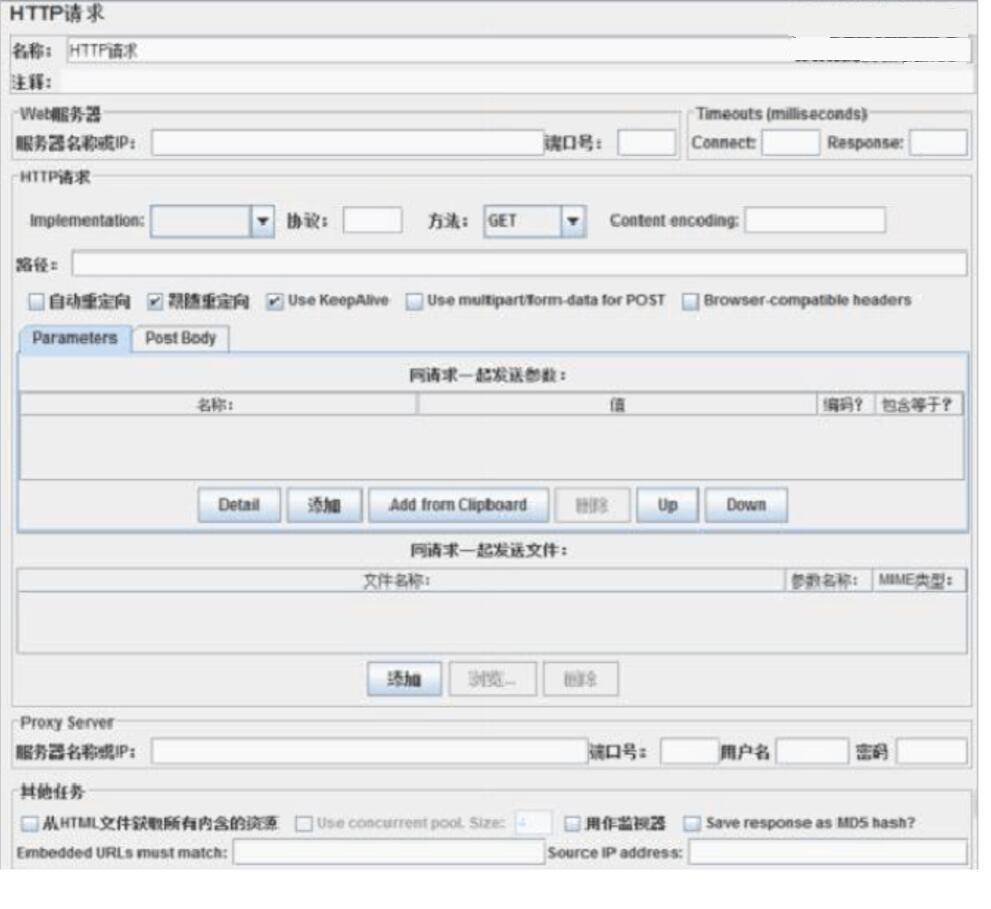 HTTP请求
名称： HTTP请求
注释：
Web服务器 Timeouts (milliseconds)
服务器名称或IP： 端口号： Connect: Response:
HTTP请求
Implementation: 协议： 方法： GET Content encoding:
路径：
自动重定向 跟随重定向 Use KeepAlive Use multipart/form-data for POST Browser-compatible headers
Parameters Post Body
同请求一起发送参数：
名称： 值 编码? 包含等于?
Detail 添加 Add from Clipboard 删除 Up Down
同请求一起发送文件：
文件名称： 参数名称： MIME类型：
添加 浏览... 删除
Proxy Server
服务器名称或IP： 端口号： 用户名 密码
其他任务
从HTML文件获取所有内含的资源 Use concurrent pool. Size: 4 用作监视器 Save response as MD5 hash?
Embedded URLs must match: Source IP address: